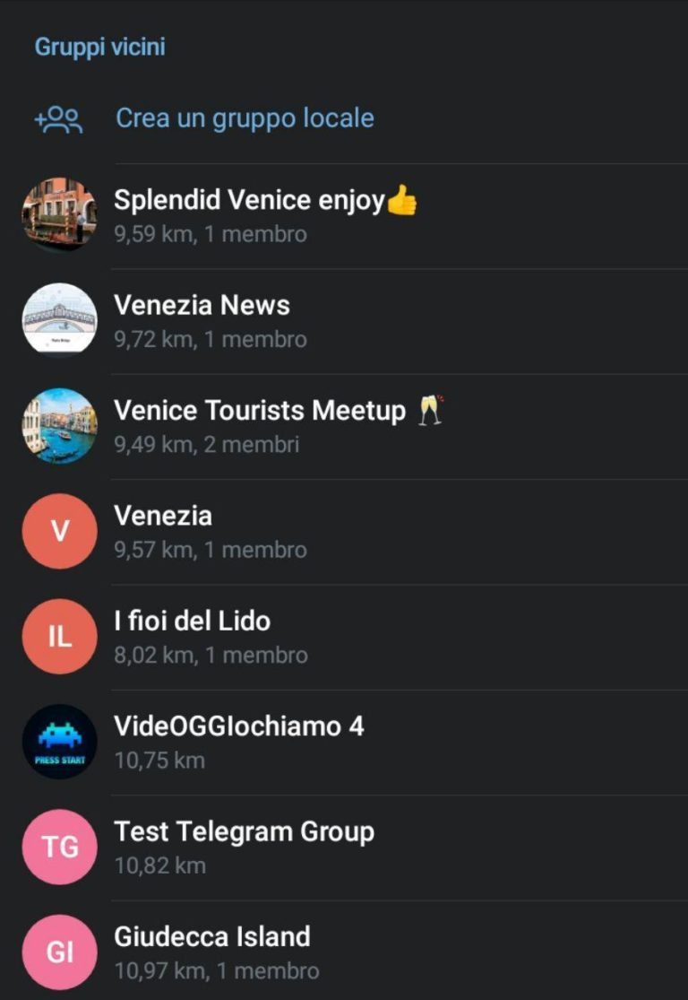 Gruppi vicini
Crea un gruppo locale
Splendid Venice enjoy👍
9,59 km, 1 membro
Venezia News
9,72 km, 1 membro
Venice Tourists Meetup 🥂
9,49 km, 2 membri
V
Venezia
9,57 km, 1 membro
IL
I fioi del Lido
8,02 km, 1 membro
PRESS START
VideOGGIochiamo 4
10,75 km
TG
Test Telegram Group
10,82 km
GI
Giudecca Island
10,97 km, 1 membro